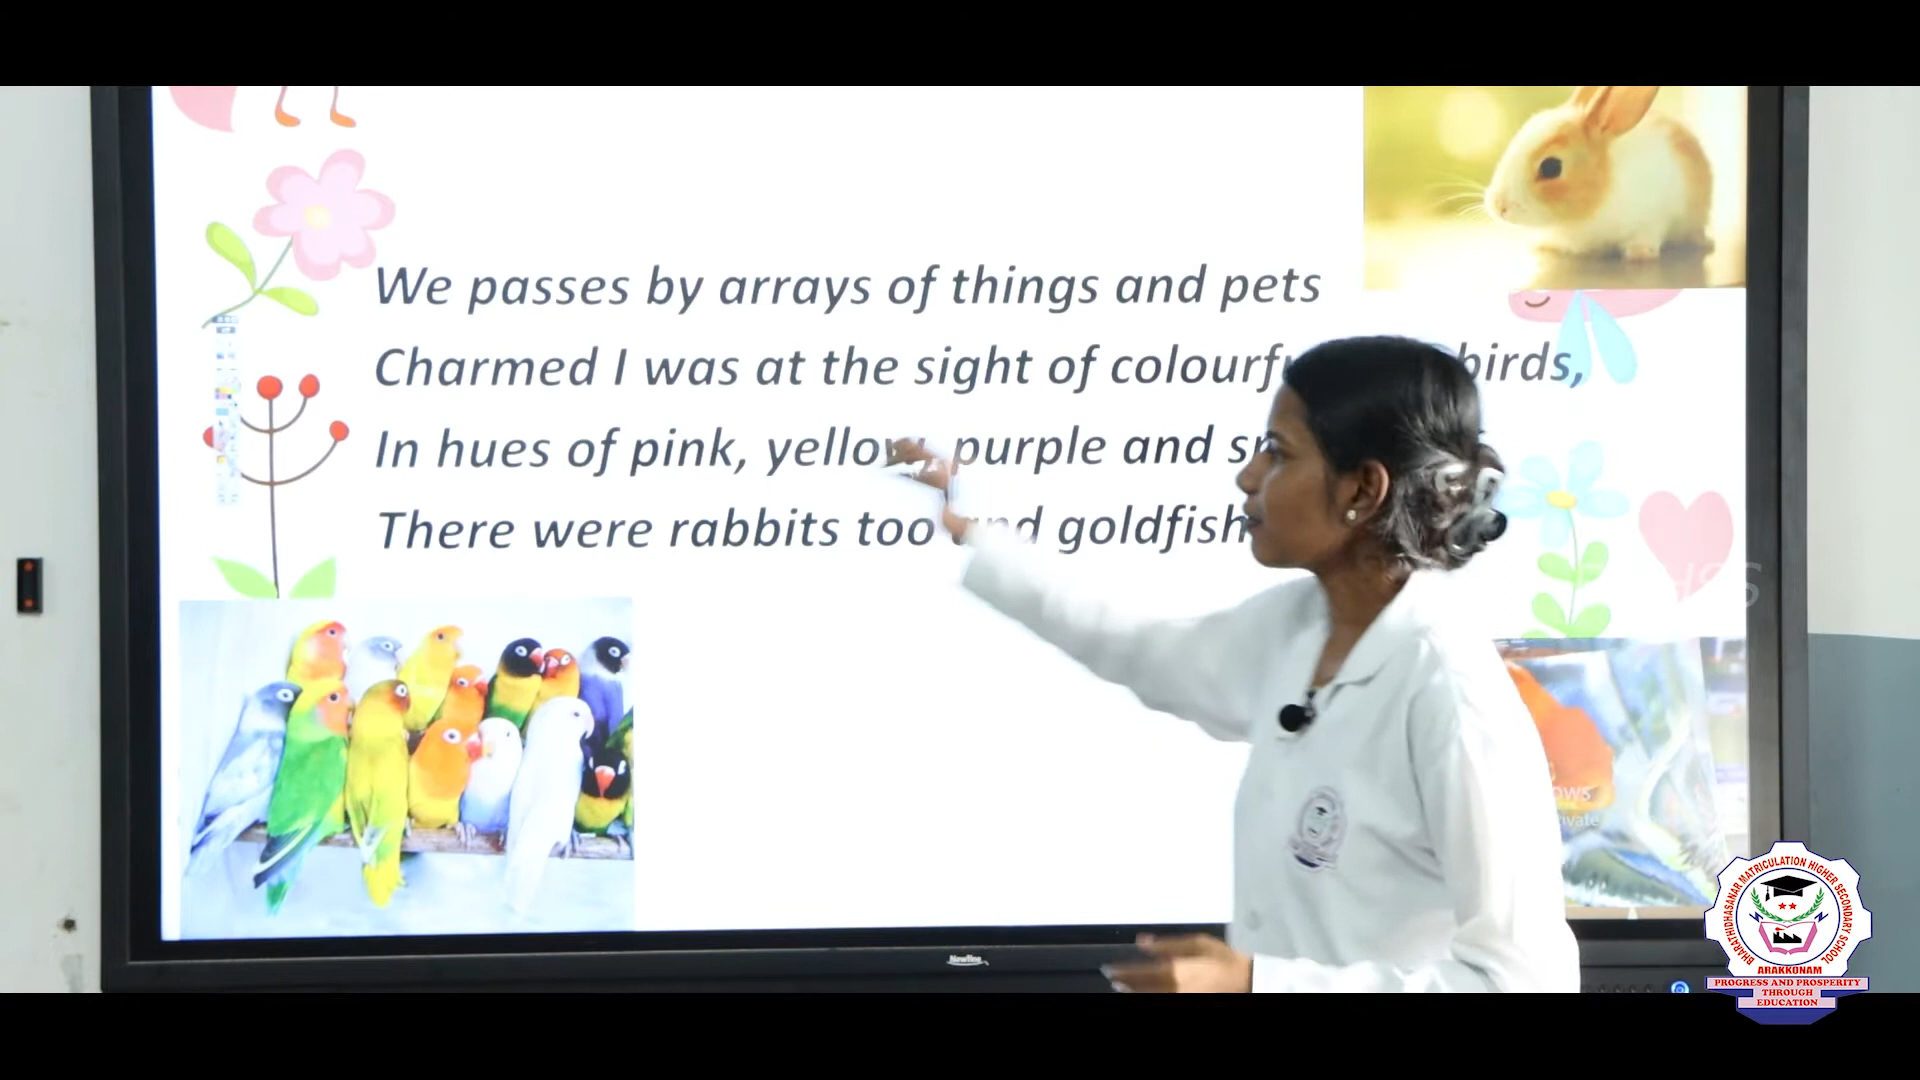 We passes by arrays of things and pets
Charmed I was at the sight of colourf birds,
In hues of pink, yellow, purple and
There were rabbits too and goldfish
BHARATHIDHASANAR MATRICULATION HIGHER SECONDARY SCHOOL
ARAKKONAM
PROGRESS AND PROSPERITY
THROUGH
EDUCATION